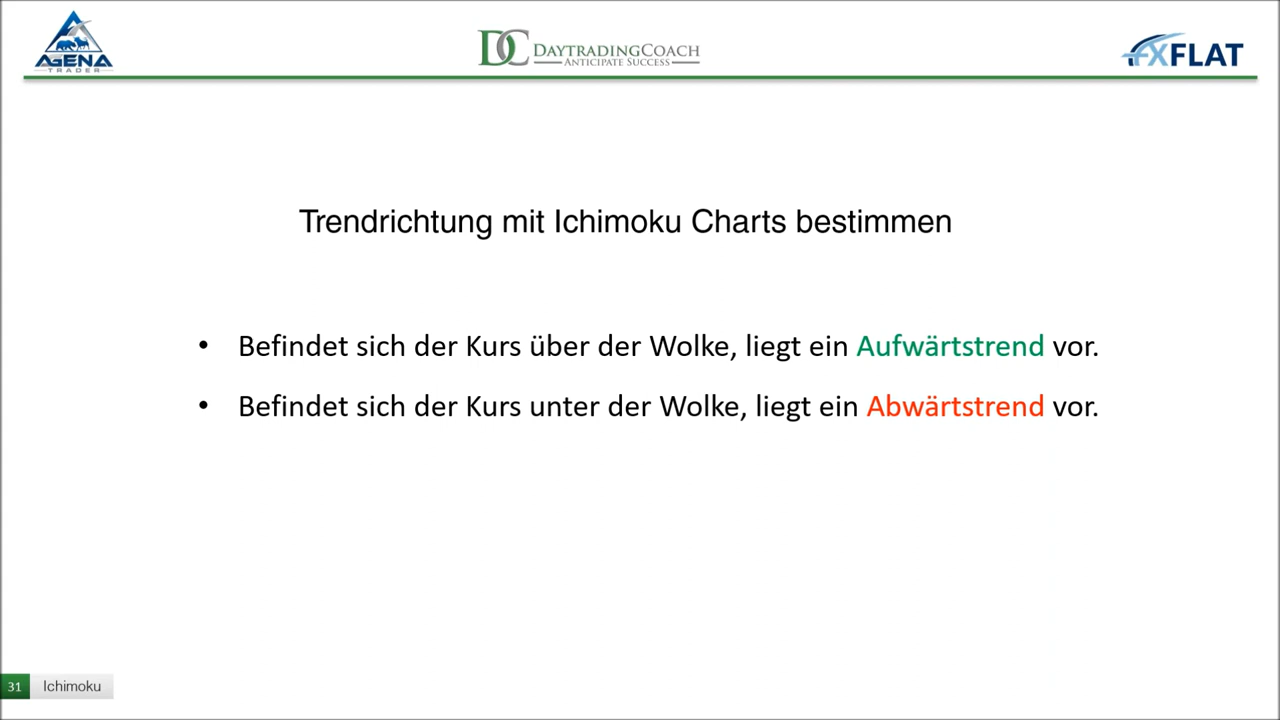 AGENA
TRADER
DC DAYTRADINGCOACH
ANTICIPATE SUCCESS
FXFLAT
Trendrichtung mit Ichimoku Charts bestimmen
• Befindet sich der Kurs über der Wolke, liegt ein Aufwärtstrend vor.
• Befindet sich der Kurs unter der Wolke, liegt ein Abwärtstrend vor.
31 Ichimoku